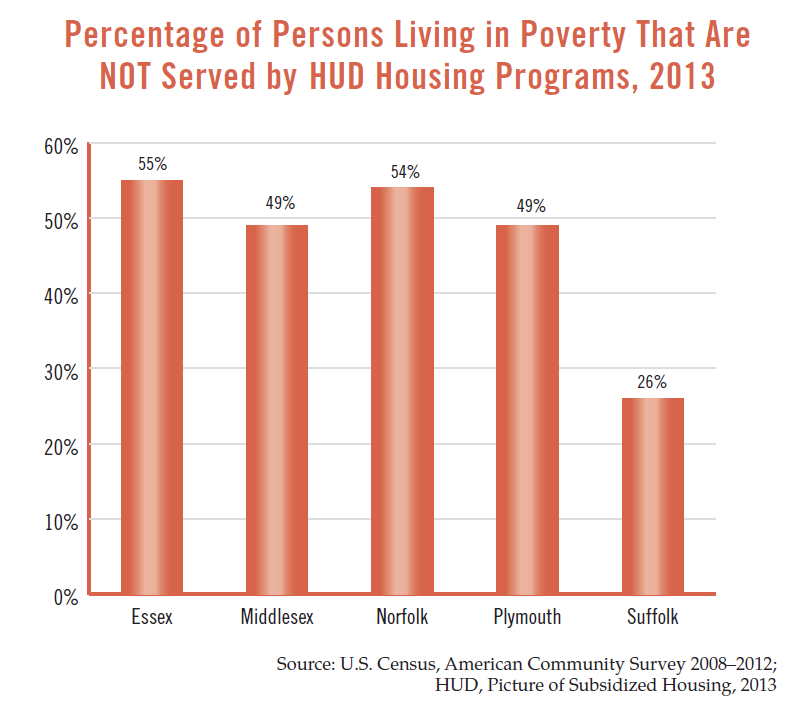 Percentage of Persons Living in Poverty That Are
NOT Served by HUD Housing Programs, 2013
60%
50%
40%
30%
20%
10%
0%
55%
49%
54%
49%
26%
Essex
Middlesex
Norfolk
Plymouth
Suffolk
Source: U.S. Census, American Community Survey 2008–2012;
HUD, Picture of Subsidized Housing, 2013